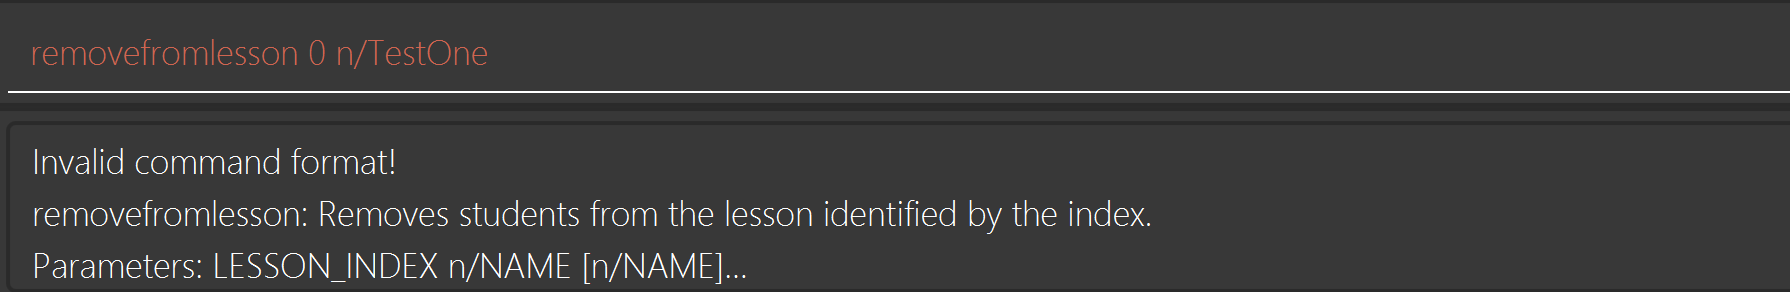 removefromlesson 0 n/TestOne
Invalid command format!
removefromlesson: Removes students from the lesson identified by the index.
Parameters: LESSON_INDEX n/NAME [n/NAME]...